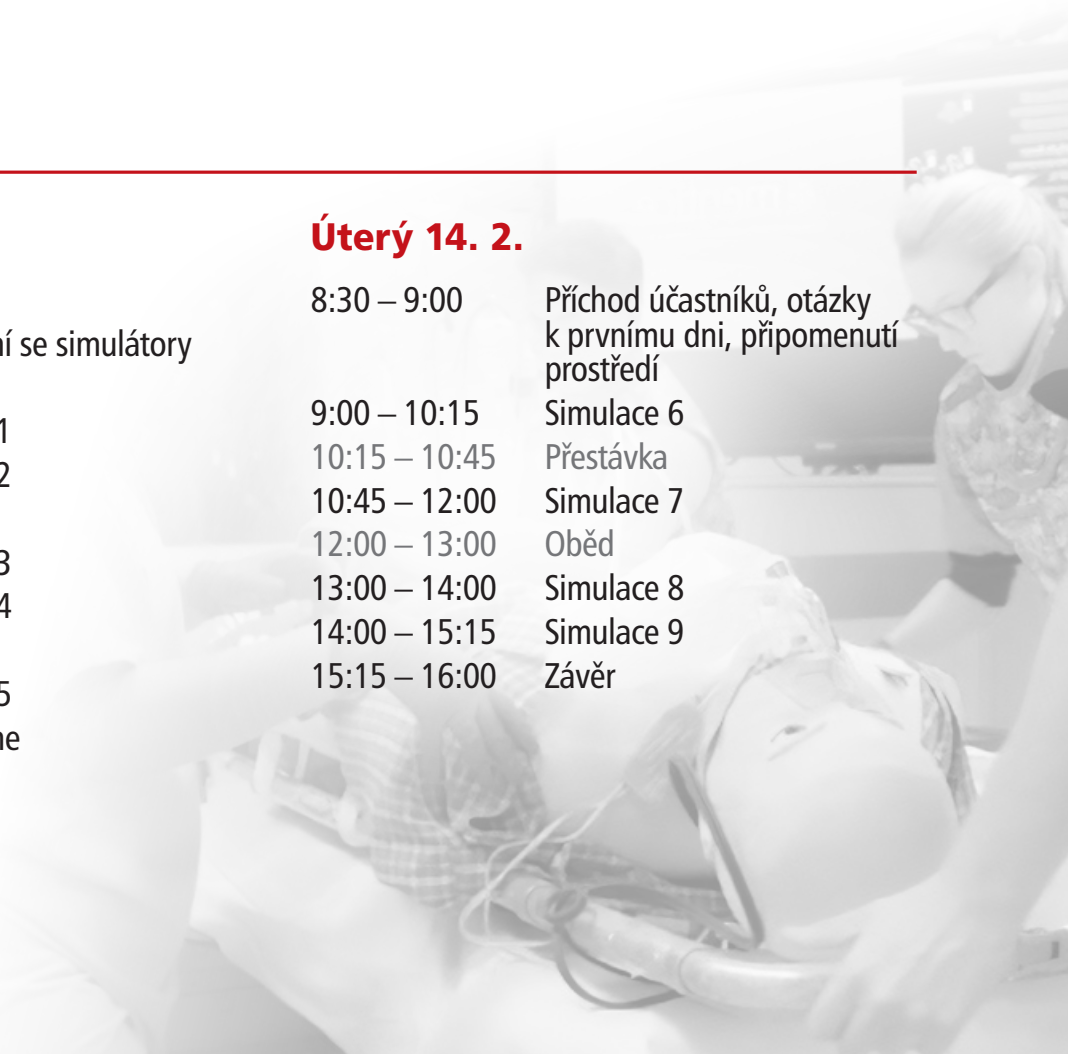 se simulátory
1
2
3
4
5
Úterý 14. 2.
8:30 – 9:00 Příchod účastníků, otázky
k prvnímu dni, připomenutí
prostředí
9:00 – 10:15 Simulace 6
10:15 – 10:45 Přestávka
10:45 – 12:00 Simulace 7
12:00 – 13:00 Oběd
13:00 – 14:00 Simulace 8
14:00 – 15:15 Simulace 9
15:15 – 16:00 Závěr